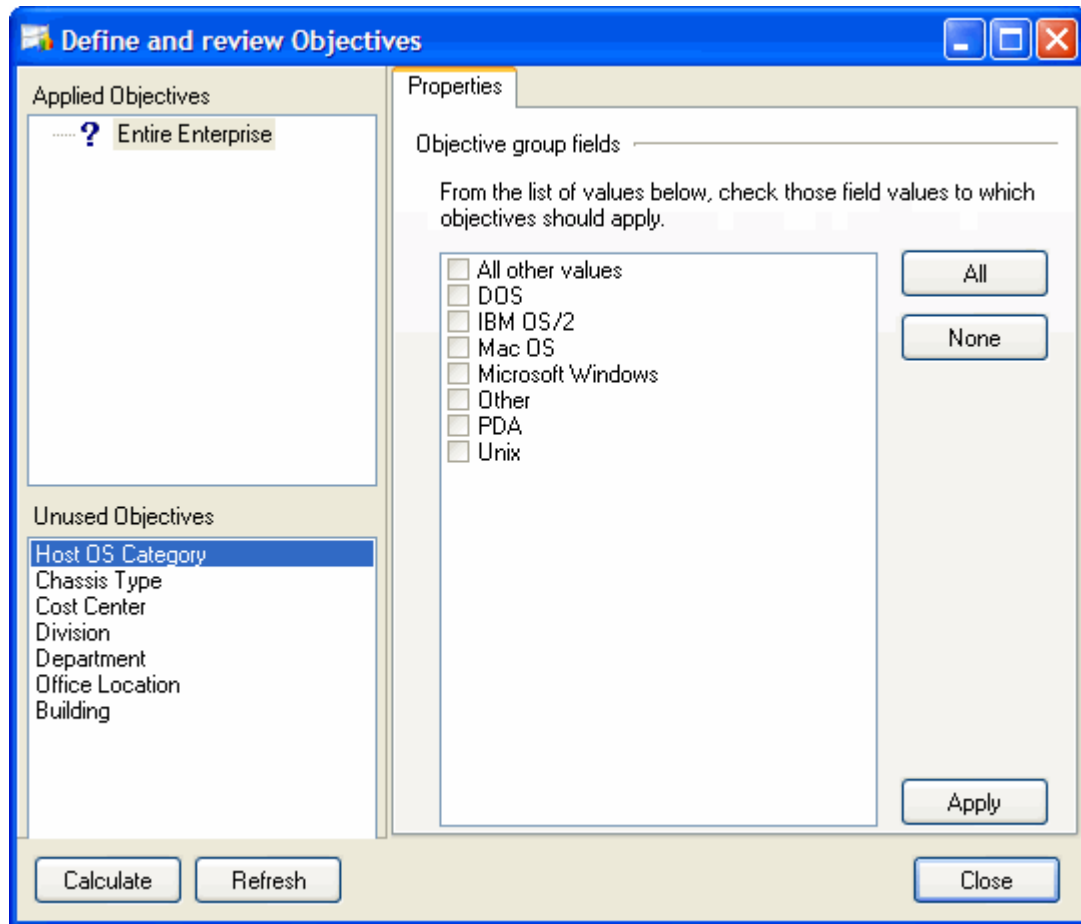 Define and review Objectives
Applied Objectives
? Entire Enterprise
Unused Objectives
Host OS Category
Chassis Type
Cost Center
Division
Department
Office Location
Building
Properties
Objective group fields
From the list of values below, check those field values to which
objectives should apply.
All other values
DOS
IBM OS/2
Mac OS
Microsoft Windows
Other
PDA
Unix
All
None
Apply
Calculate
Refresh
Close